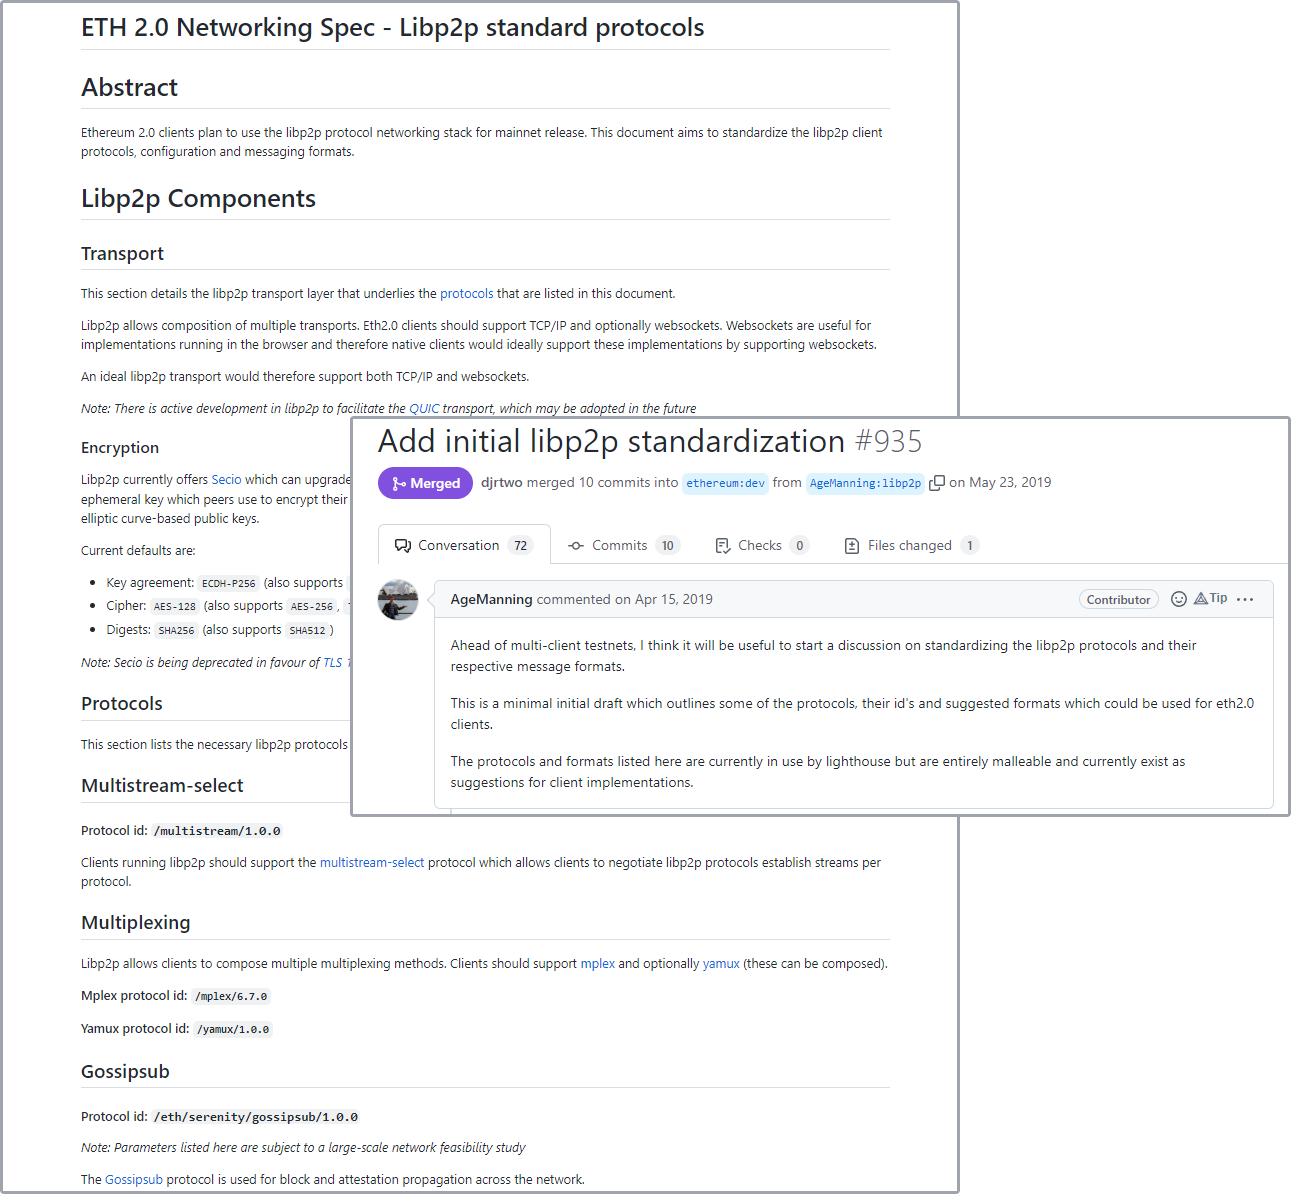 ETH 2.0 Networking Spec - Libp2p standard protocols
Abstract
Ethereum 2.0 clients plan to use the libp2p protocol networking stack for mainnet release. This document aims to standardize the libp2p client
protocols, configuration and messaging formats.
Libp2p Components
Transport
This section details the libp2p transport layer that underlies the protocols that are listed in this document.
Libp2p allows composition of multiple transports. Eth2.0 clients should support TCP/IP and optionally websockets. Websockets are useful for
implementations running in the browser and therefore native clients would ideally support these implementations by supporting websockets.
An ideal libp2p transport would therefore support both TCP/IP and websockets.
Note: There is active development in libp2p to facilitate the QUIC transport, which may be adopted in the future
Encryption
Libp2p currently offers Secio which can upgrade
ephemeral key which peers use to encrypt their
elliptic curve-based public keys.
Current defaults are:
• Key agreement: ECDH-P256 (also supports
• Cipher: AES-128 (also supports AES-256,
• Digests: SHA256 (also supports SHA512 )
Note: Secio is being deprecated in favour of TLS
Protocols
This section lists the necessary libp2p protocols
Multistream-select
Protocol id: /multistream/1.0.0
Clients running libp2p should support the multistream-select protocol which allows clients to negotiate libp2p protocols establish streams per
protocol.
Multiplexing
Libp2p allows clients to compose multiple multiplexing methods. Clients should support mplex and optionally yamux (these can be composed).
Mplex protocol id: /mplex/6.7.0
Yamux protocol id: /yamux/1.0.0
Gossipsub
Protocol id: /eth/serenity/gossipsub/1.0.0
Note: Parameters listed here are subject to a large-scale network feasibility study
The Gossipsub protocol is used for block and attestation propagation across the network.
Add initial libp2p standardization #935
Merged djrtwo merged 10 commits into ethereum:dev from AgeManning:libp2p on May 23, 2019
Conversation 72 Commits 10 Checks 0 Files changed 1
AgeManning commented on Apr 15, 2019 Contributor Tip ...
Ahead of multi-client testnets, I think it will be useful to start a discussion on standardizing the libp2p protocols and their
respective message formats.
This is a minimal initial draft which outlines some of the protocols, their id's and suggested formats which could be used for eth2.0
clients.
The protocols and formats listed here are currently in use by lighthouse but are entirely malleable and currently exist as
suggestions for client implementations.